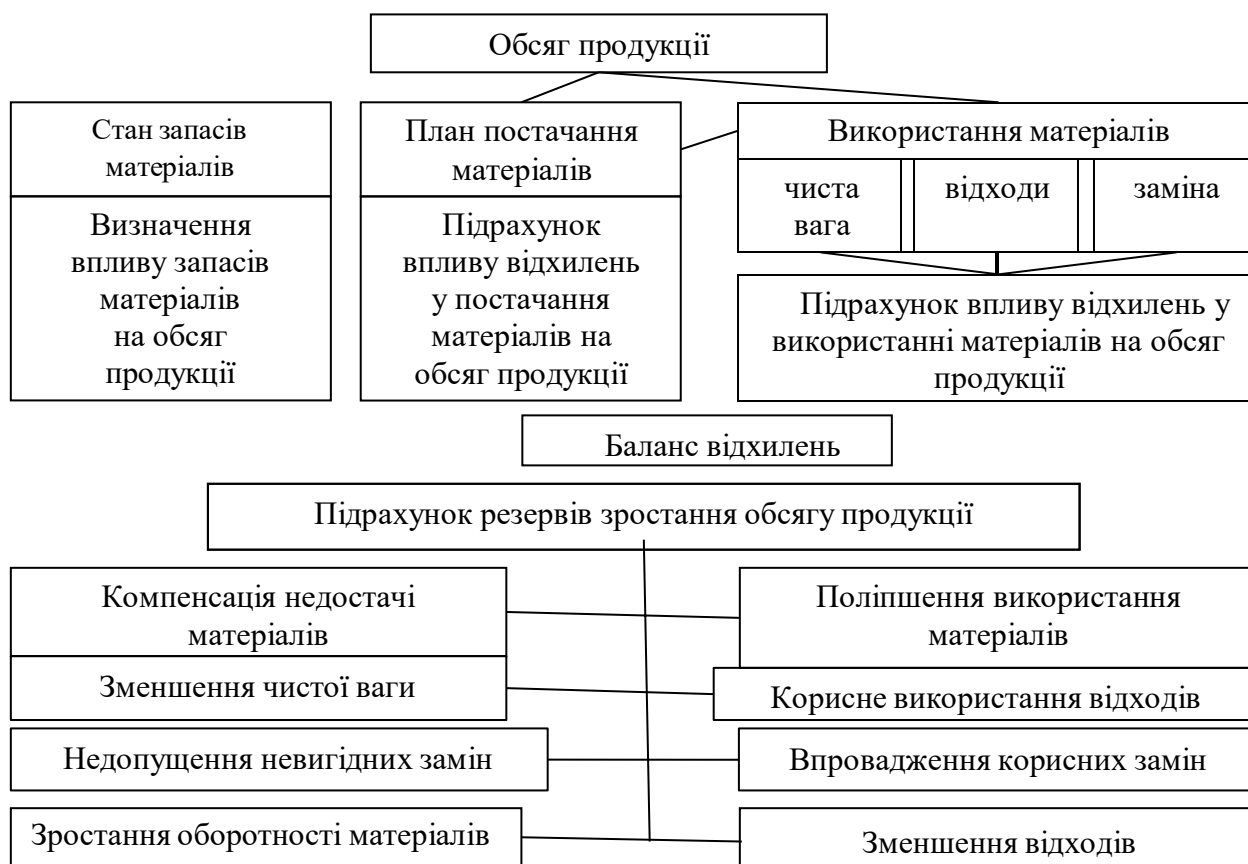 Обсяг продукції
Стан запасів
матеріалів
Визначення
впливу запасів
матеріалів
на обсяг
продукції
План постачання
матеріалів
Підрахунок
впливу відхилень
у постачання
матеріалів на
обсяг продукції
Використання матеріалів
чиста
вага
відходи
заміна
Підрахунок впливу відхилень у
використанні матеріалів на обсяг
продукції
Баланс відхилень
Підрахунок резервів зростання обсягу продукції
Компенсація недостачі
матеріалів
Поліпшення використання
матеріалів
Зменшення чистої ваги
Корисне використання відходів
Недопущення невигідних замін
Впровадження корисних замін
Зростання оборотності матеріалів
Зменшення відходів